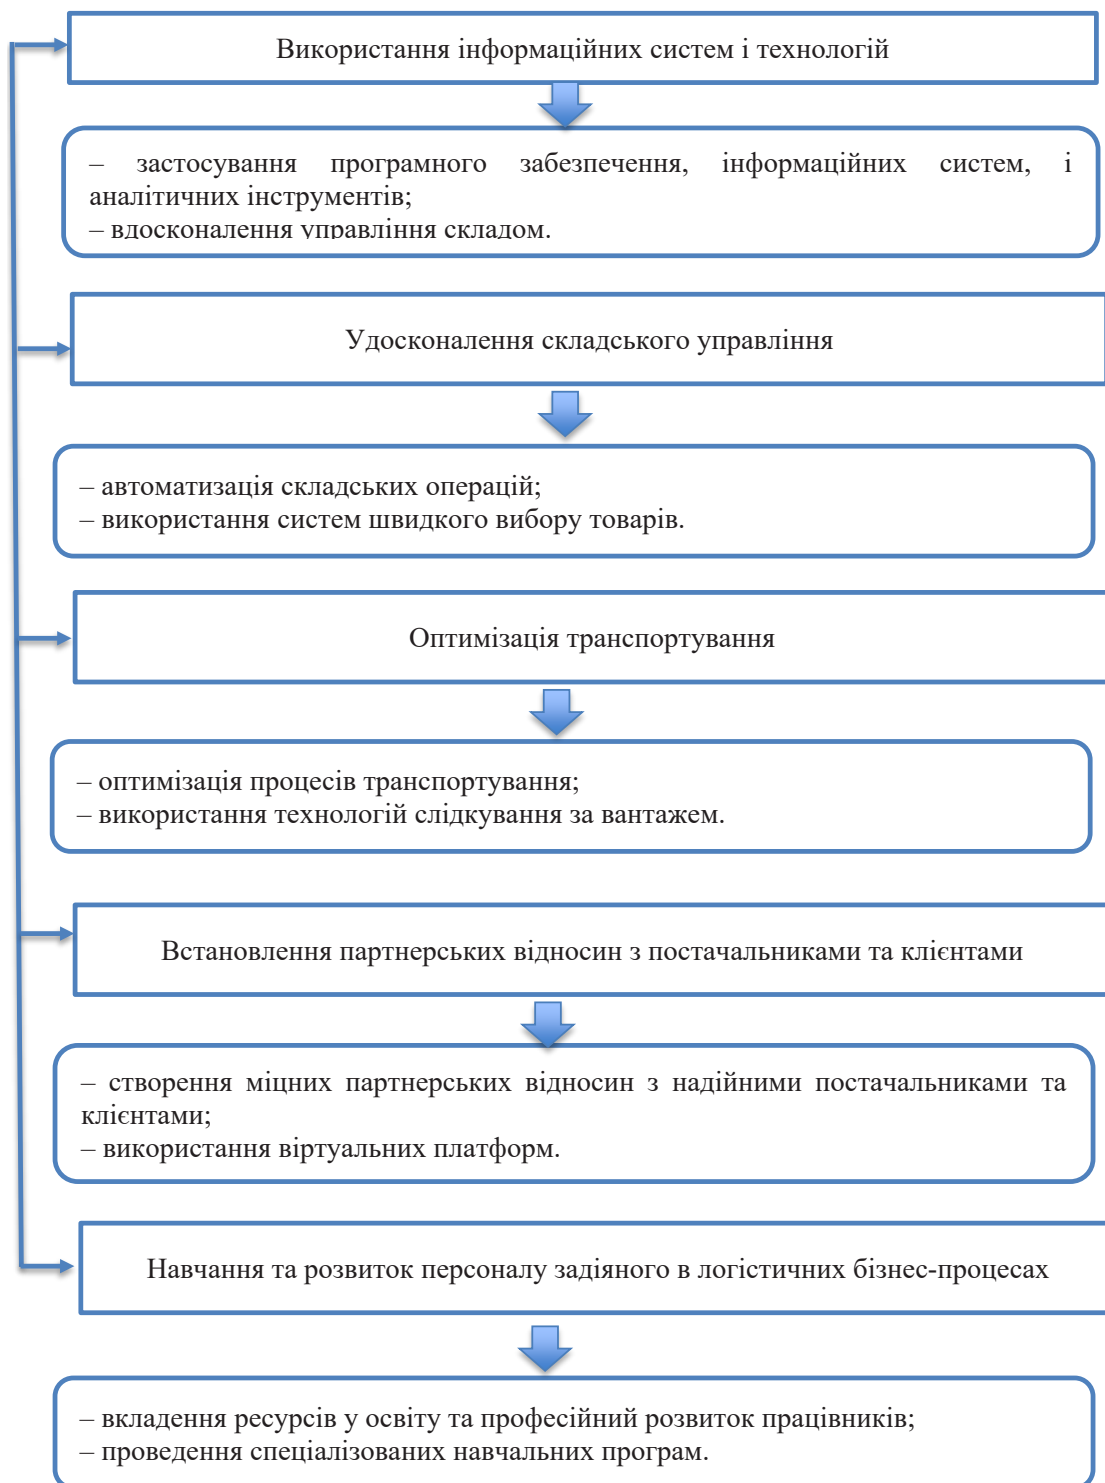 Використання інформаційних систем і технологій
– застосування програмного забезпечення, інформаційних систем, і
аналітичних інструментів;
– вдосконалення управління складом.
Удосконалення складського управління
– автоматизація складських операцій;
– використання систем швидкого вибору товарів.
Оптимізація транспортування
– оптимізація процесів транспортування;
– використання технологій слідкування за вантажем.
Встановлення партнерських відносин з постачальниками та клієнтами
– створення міцних партнерських відносин з надійними постачальниками та
клієнтами;
– використання віртуальних платформ.
Навчання та розвиток персоналу задіяного в логістичних бізнес-процесах
– вкладення ресурсів у освіту та професійний розвиток працівників;
– проведення спеціалізованих навчальних програм.